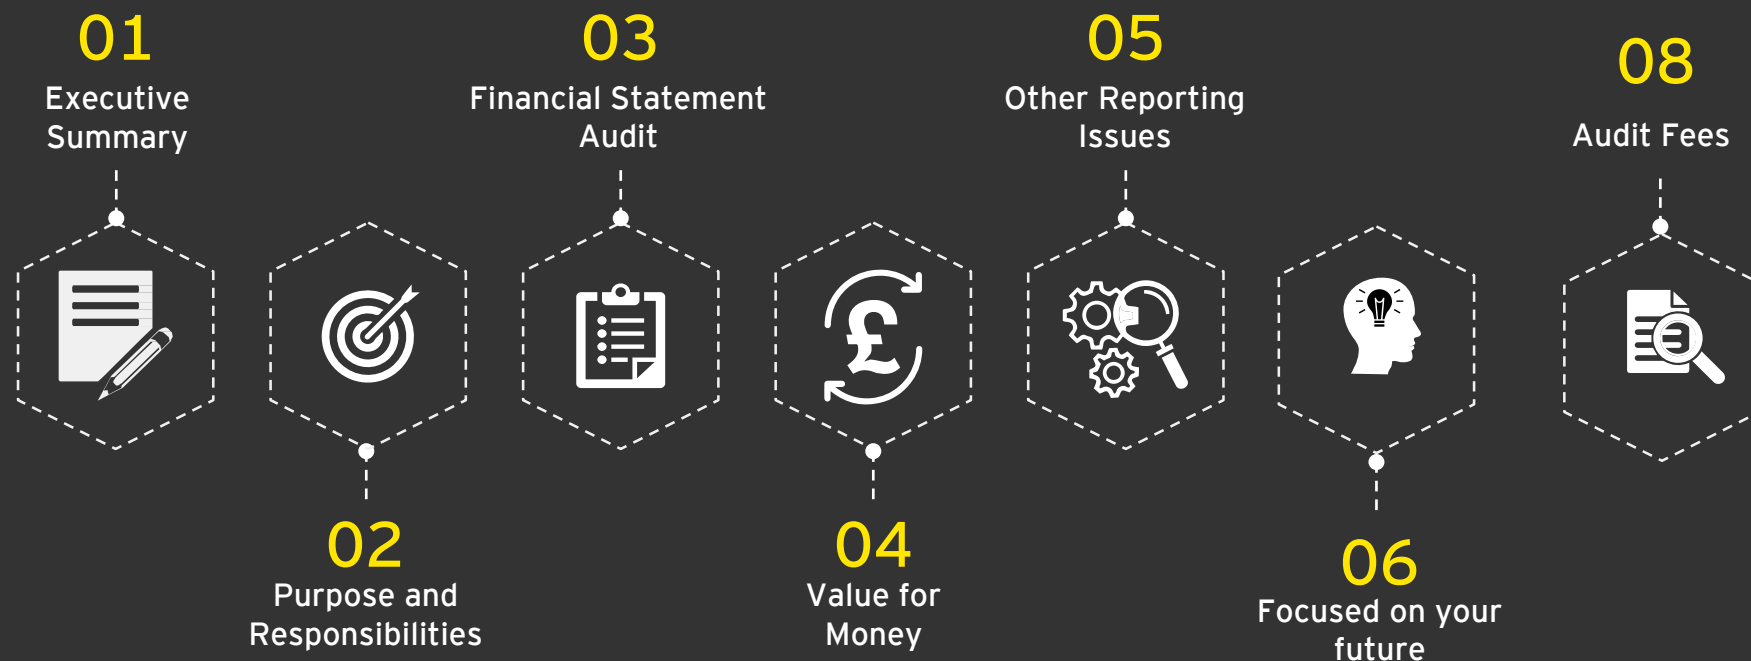 01
Executive
Summary
02
Purpose and
Responsibilities
03
Financial Statement
Audit
04
Value for
Money
05
Other Reporting
Issues
06
Focused on your
future
08
Audit Fees